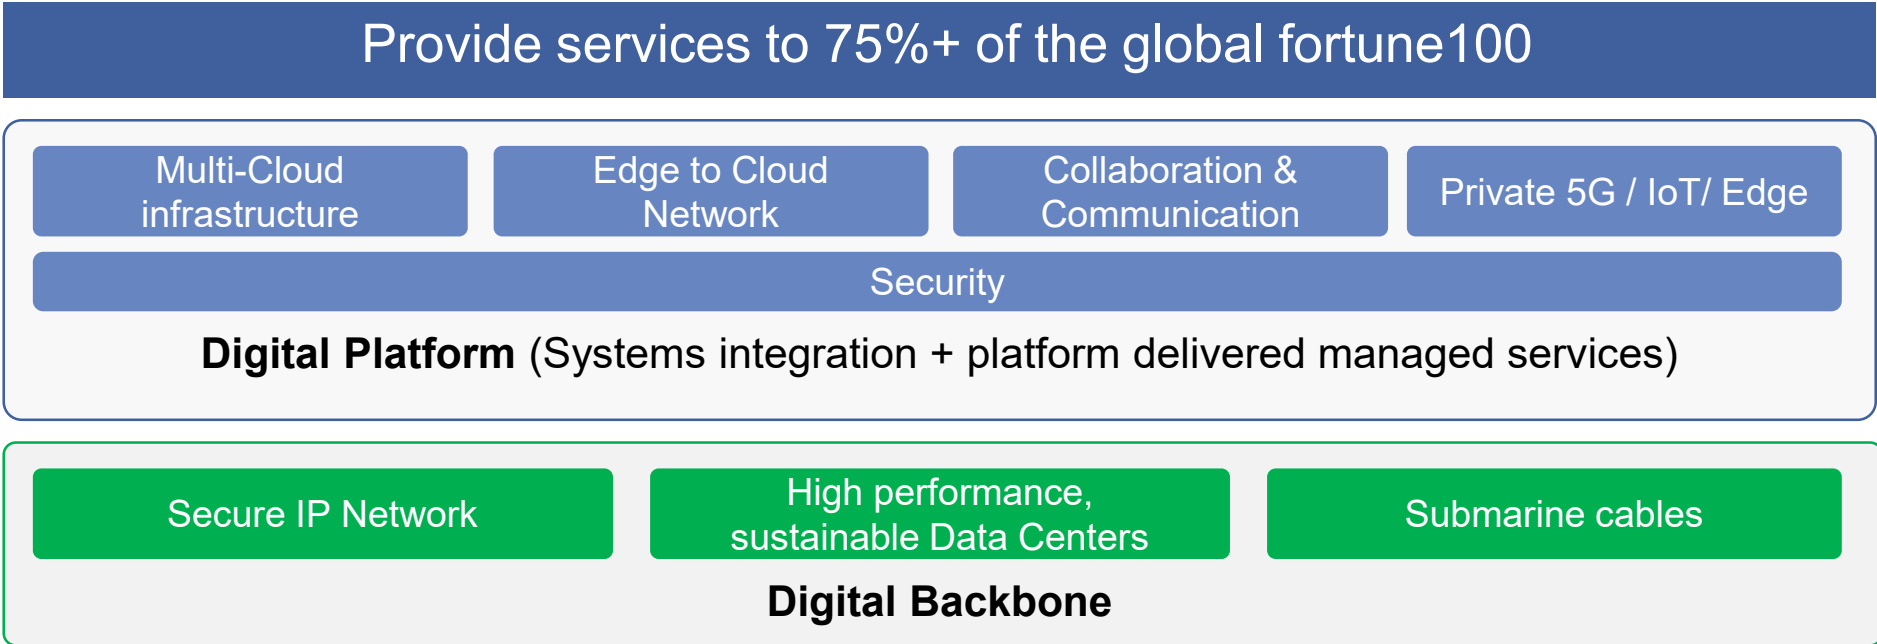 Provide services to 75%+ of the global fortune100
Multi-Cloud
infrastructure
Edge to Cloud
Network
Collaboration &
Communication
Private 5G / IoT/ Edge
Security
Digital Platform (Systems integration + platform delivered managed services)
Secure IP Network
High performance,
sustainable Data Centers
Submarine cables
Digital Backbone